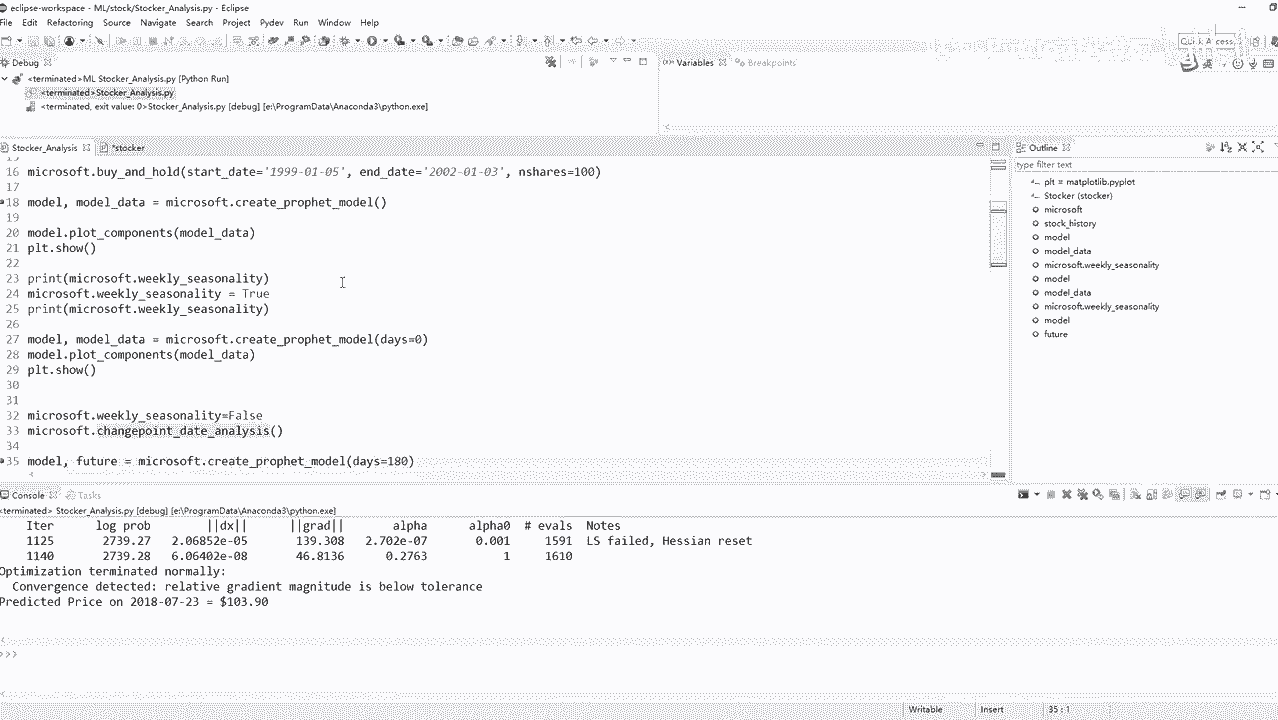 eclipse-workspace - ML/stock/Stocker_Analysis.py - Eclipse
File Edit Refactoring Source Navigate Search Project Pydev Run Window Help
Quick Access
Debug
Variables Breakpoints
<terminated>ML Stocker_Analysis.py [Python Run]
<terminated>Stocker_Analysis.py
<terminated, exit value: 0>Stocker_Analysis.py [debug] [e:\ProgramData\Anaconda3\python.exe]
Stocker_Analysis *stocker
Outline
type filter text
plt = matplotlib.pyplot
Stocker (stocker)
microsoft
stock_history
model
model_data
microsoft.weekly_seasonality
model
model_data
microsoft.weekly_seasonality
model
future
16 microsoft.buy_and_hold(start_date='1999-01-05', end_date='2002-01-03', nshares=100)
17
18 model, model_data = microsoft.create_prophet_model()
19
20 model.plot_components(model_data)
21 plt.show()
22
23 print(microsoft.weekly_seasonality)
24 microsoft.weekly_seasonality = True
25 print(microsoft.weekly_seasonality)
26
27 model, model_data = microsoft.create_prophet_model(days=0)
28 model.plot_components(model_data)
29 plt.show()
30
31
32 microsoft.weekly_seasonality=False
33 microsoft.changepoint_date_analysis()
34
35 model, future = microsoft.create_prophet_model(days=180)
Console Tasks
<terminated> Stocker_Analysis.py [debug] [e:\ProgramData\Anaconda3\python.exe]
Iter log prob ||dx|| ||grad|| alpha alpha0 # evals Notes
1125 2739.27 2.06852e-05 139.308 2.702e-07 0.001 1591 LS failed, Hessian reset
1140 2739.28 6.06402e-08 46.8136 0.2763 1 1610
Optimization terminated normally:
Convergence detected: relative gradient magnitude is below tolerance
Predicted Price on 2018-07-23 = $103.90
>>>
Writable Insert 35 : 1